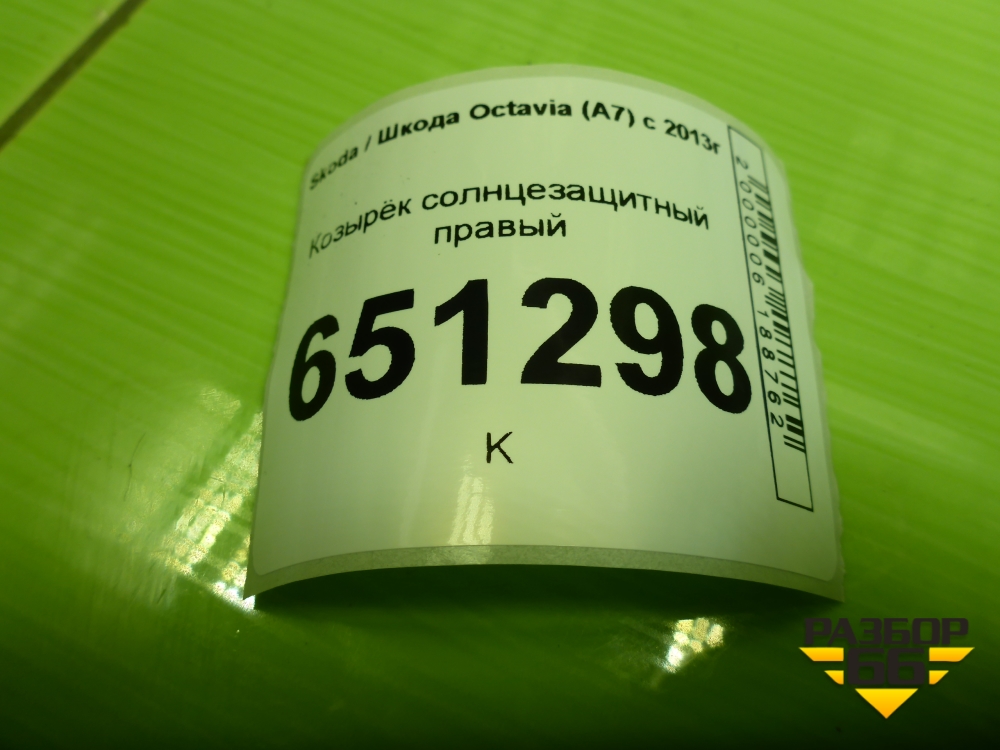 Skoda / Шкода Octavia (A7) с 2013г
Козырёк солнцезащитный
правый
651298
К
2000006188762
РАЗБОР
66